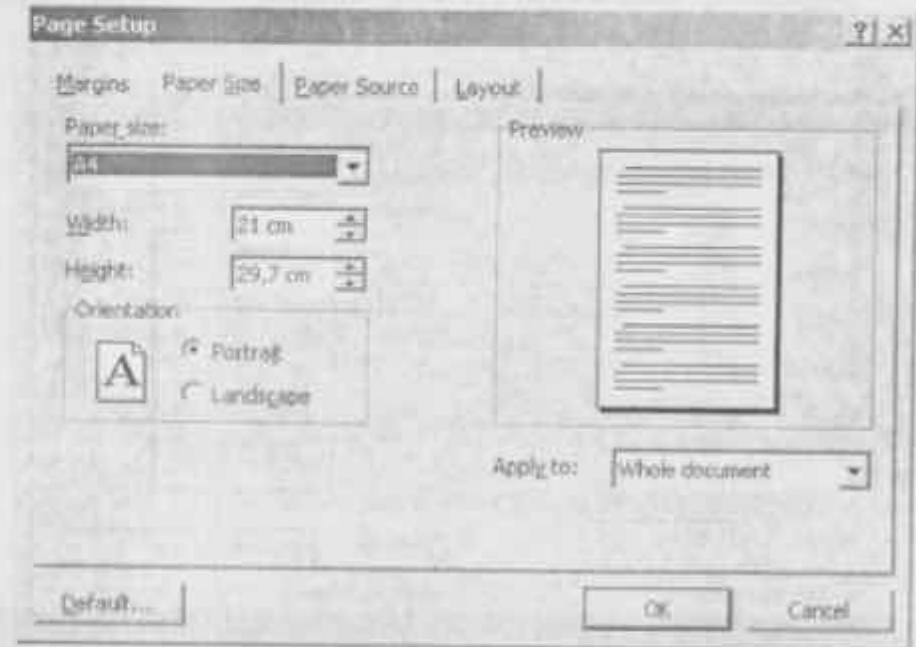 Page Setup ? ×
Margins Paper Size Paper Source Layout
Paper size:
A4
Width: 21 cm
Height: 29,7 cm
Orientation
A
Portrait
Landscape
Preview
Apply to: Whole document
Default... OK Cancel